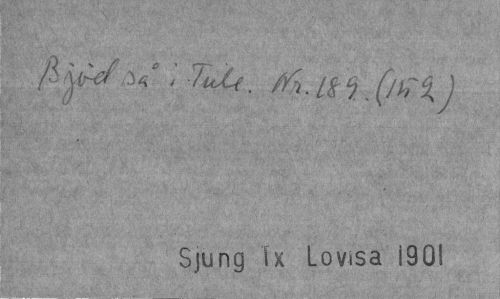 Bjöd så i Tule. Nr. 189. (152)
Sjung Ix Lovisa 1901